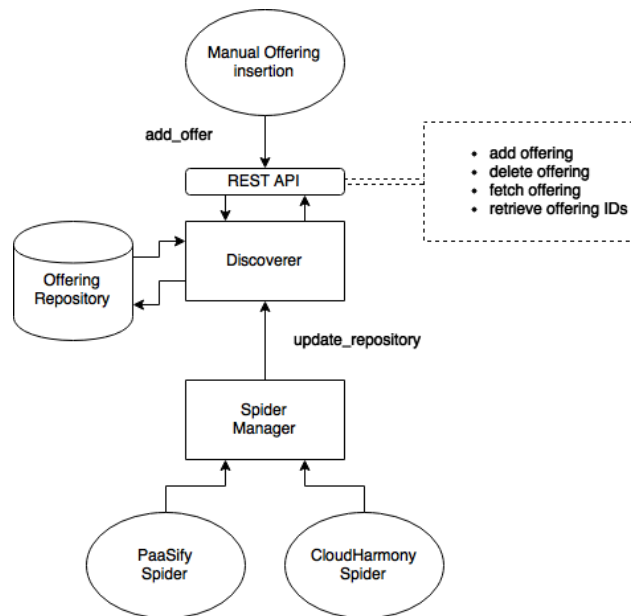 Manual Offering
insertion
add_offer
REST API
• add offering
• delete offering
• fetch offering
• retrieve offering IDs
Discoverer
Offering
Repository
update_repository
Spider
Manager
PaaSify
Spider
CloudHarmony
Spider